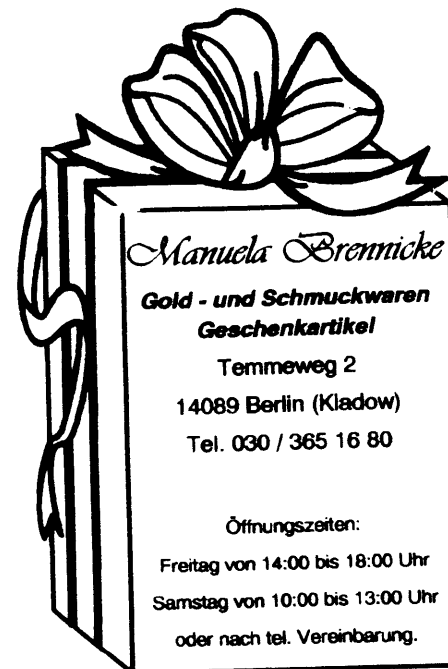 Manuela Brennicke
Gold - und Schmuckwaren
Geschenkartikel
Temmeweg 2
14089 Berlin (Kladow)
Tel. 030 / 365 16 80
Öffnungszeiten:
Freitag von 14:00 bis 18:00 Uhr
Samstag von 10:00 bis 13:00 Uhr
oder nach tel. Vereinbarung.